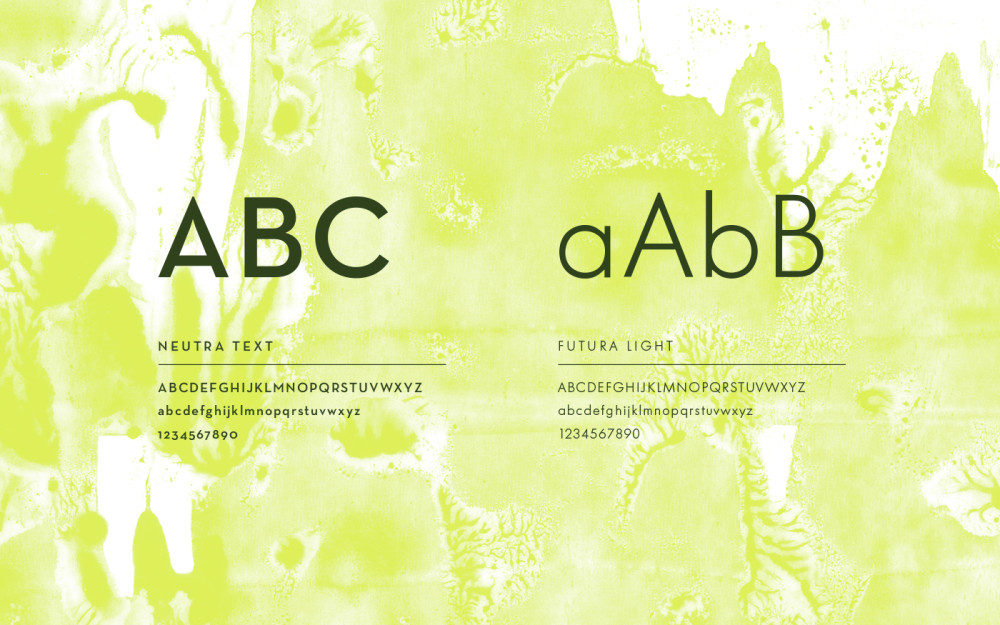 ABC
NEUTRA TEXT
ABCDEFGHIJKLMNOPQRSTUVWXYZ
abcdefghijklmnopqrstuvwxyz
1234567890
aAbB
FUTURA LIGHT
ABCDEFGHIJKLMNOPQRSTUVWXYZ
abcdefghijklmnopqrstuvwxyz
1234567890